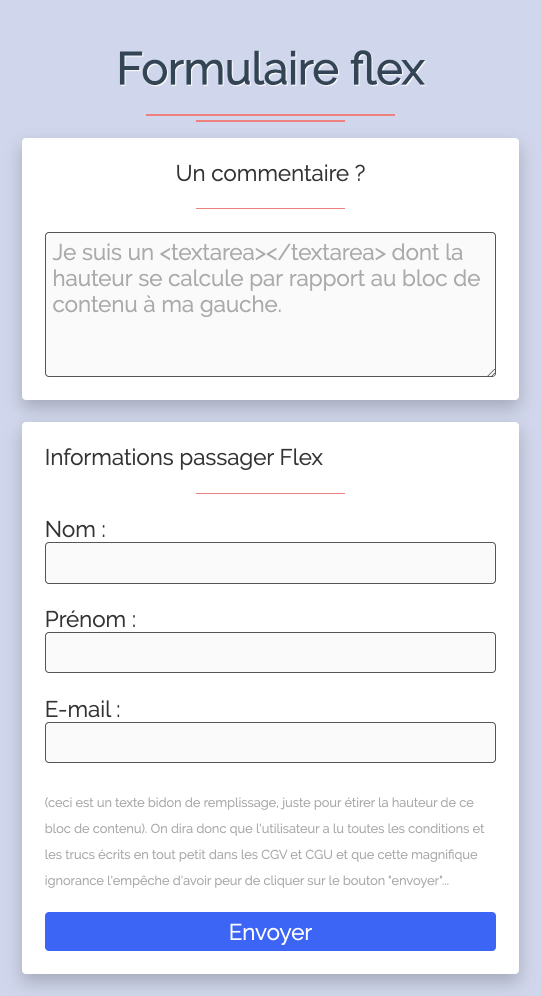 Formulaire flex
Un commentaire ?
Je suis un <textarea></textarea> dont la
hauteur se calcule par rapport au bloc de
contenu à ma gauche.
Informations passager Flex
Nom :
Prénom :
E-mail :
(ceci est un texte bidon de remplissage, juste pour étirer la hauteur de ce
bloc de contenu). On dira donc que l'utilisateur a lu toutes les conditions et
les trucs écrits en tout petit dans les CGV et CGU et que cette magnifique
ignorance l'empêche d'avoir peur de cliquer sur le bouton "envoyer"...
Envoyer